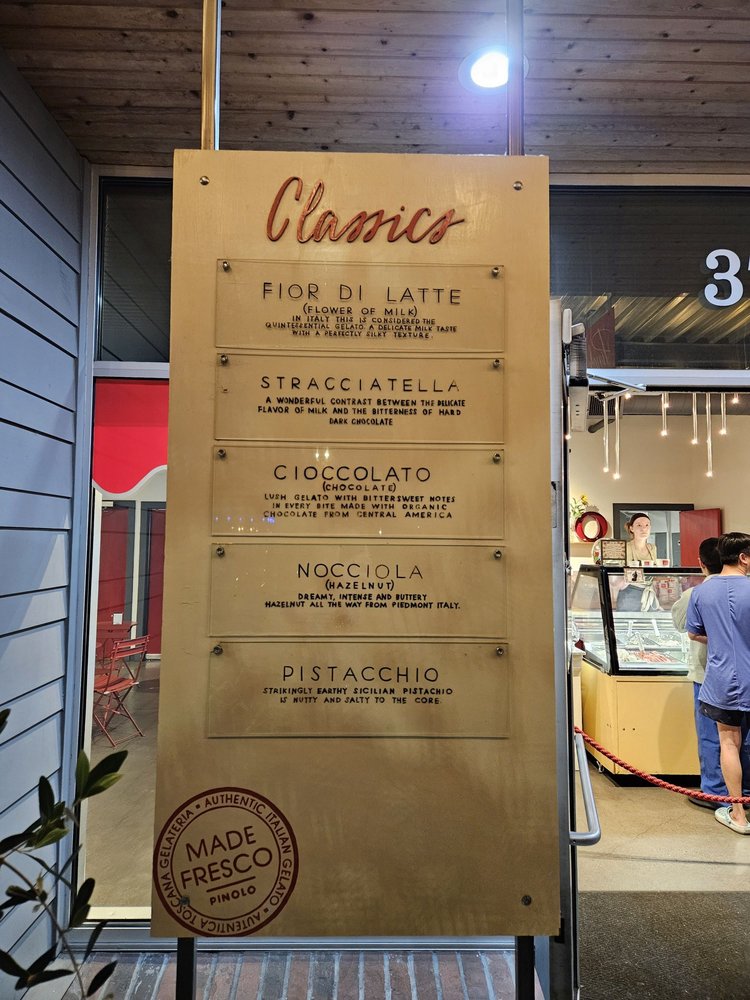 Classics
FIOR DI LATTE
(FLOWER OF MILK)
IN ITALY THIS IS CONSIDERED THE
QUINTESSENTIAL GELATO. A DELICATE MILK TASTE
WITH A PERFECTLY SILKY TEXTURE.
STRACCIATELLA
A WONDERFUL CONTRAST BETWEEN THE DELICATE
FLAVOR OF MILK AND THE BITTERNESS OF HARD
DARK CHOCOLATE
CIOCCOLATO
(CHOCOLATE)
LUSH GELATO WITH BITTERSWEET NOTES
IN EVERY BITE MADE WITH ORGANIC
CHOCOLATE FROM CENTRAL AMERICA
NOCCIOLA
(HAZELNUT)
DREAMY, INTENSE AND BUTTERY
HAZELNUT ALL THE WAY FROM PIEDMONT ITALY.
PISTACCHIO
STRIKINGLY EARTHY SICILIAN PISTACHIO
IS NUTTY AND SALTY TO THE CORE.
AUTHENTIC ITALIAN GELATO
MADE
FRESCO
PINOLO
AUTENTICA TOSCANA GELATERIA
3